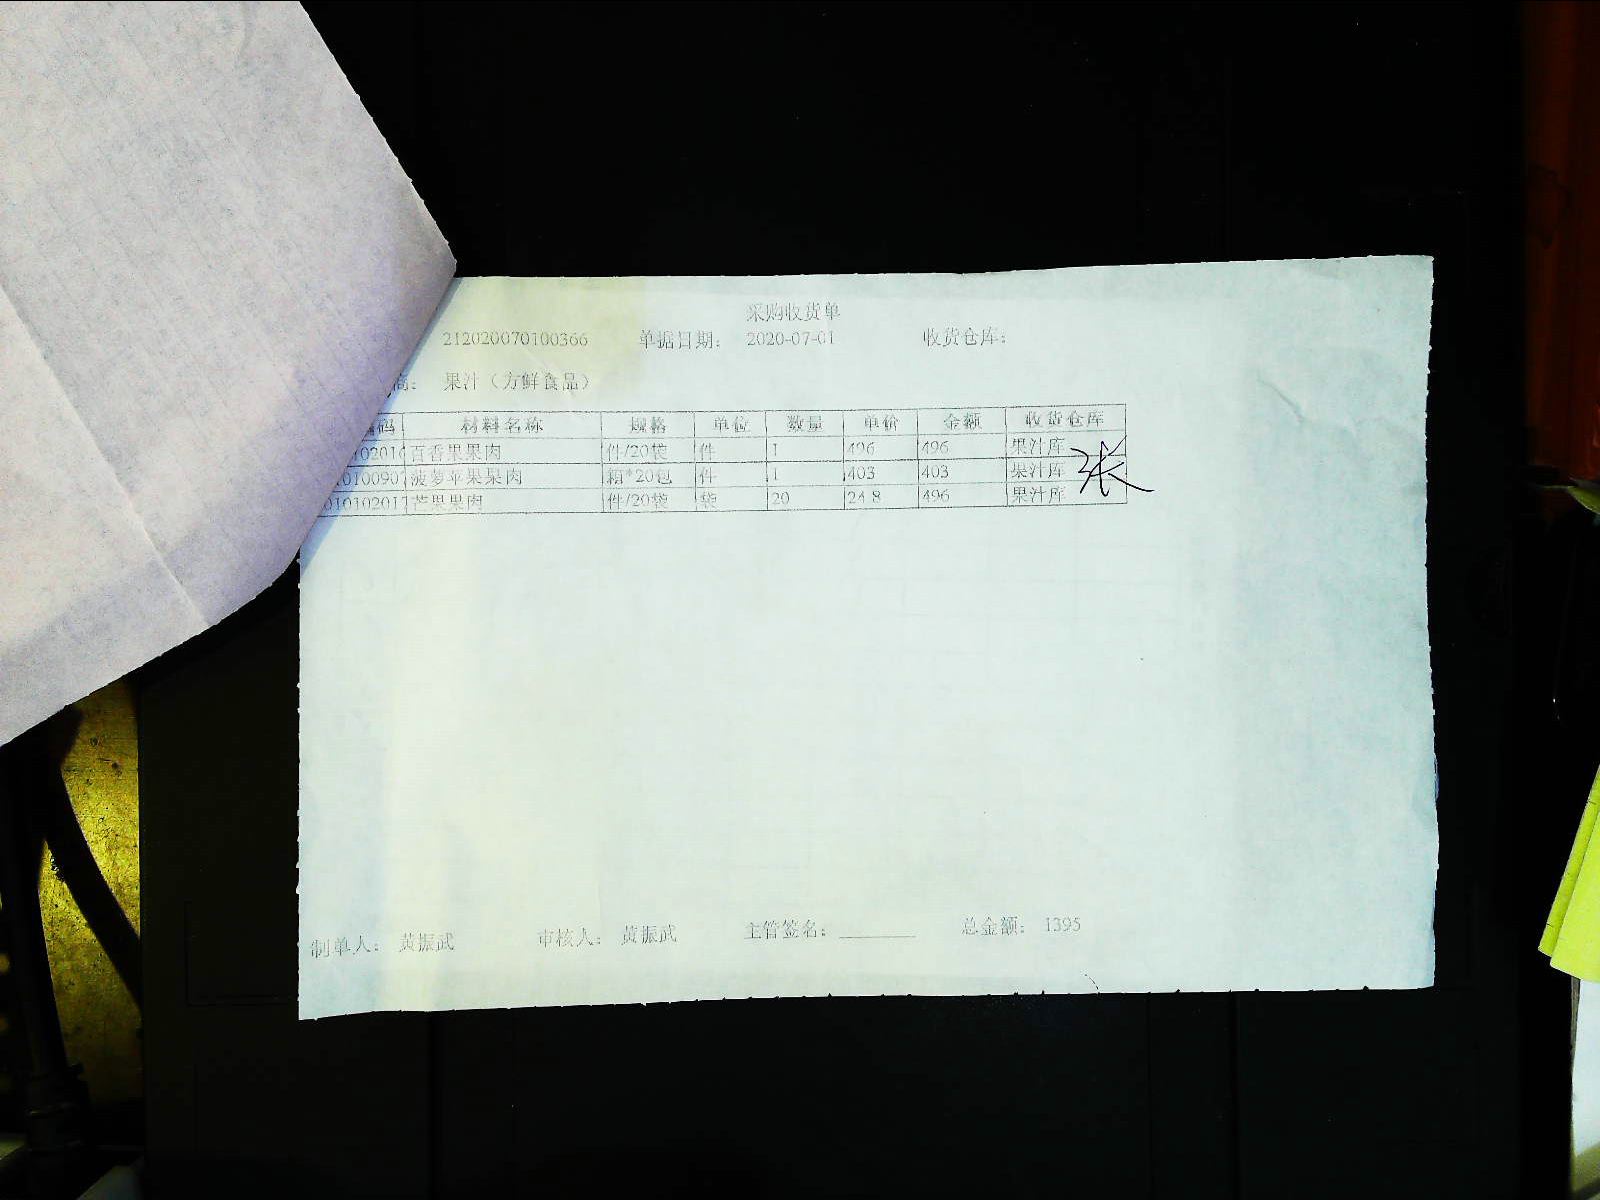 采购收货单
212020070100366 单据日期： 2020-07-01 收货仓库：
商： 果汁（方鲜食品）
编码 材料名称 规格 单位 数量 单价 金额 收货仓库
百香果果肉 件/20袋 件 1 496 496 果汁库
菠萝苹果果肉 箱*20包 件 1 403 403 果汁库
芒果果肉 件/20袋 袋 20 24.8 496 果汁库
张
制单人： 黄振武 审核人： 黄振武 主管签名：________ 总金额： 1395